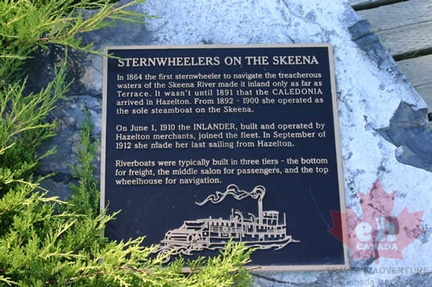 STERNWHEELERS ON THE SKEENA
In 1864 the first sternwheeler to navigate the treacherous
waters of the Skeena River made it inland only as far as
Terrace. It wasn't until 1891 that the CALEDONIA
arrived in Hazelton. From 1892 - 1900 she operated as
the sole steamboat on the Skeena.
On June 1, 1910 the INLANDER, built and operated by
Hazelton merchants, joined the fleet. In September of
1912 she made her last sailing from Hazelton.
Riverboats were typically built in three tiers - the bottom
for freight, the middle salon for passengers, and the top
wheelhouse for navigation.
CANADA
ADVENTURE